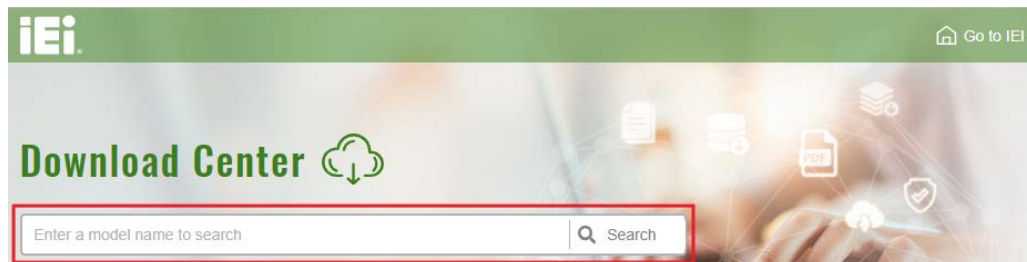 iEi
Go to IEI
Download Center
PDF
Enter a model name to search
Search